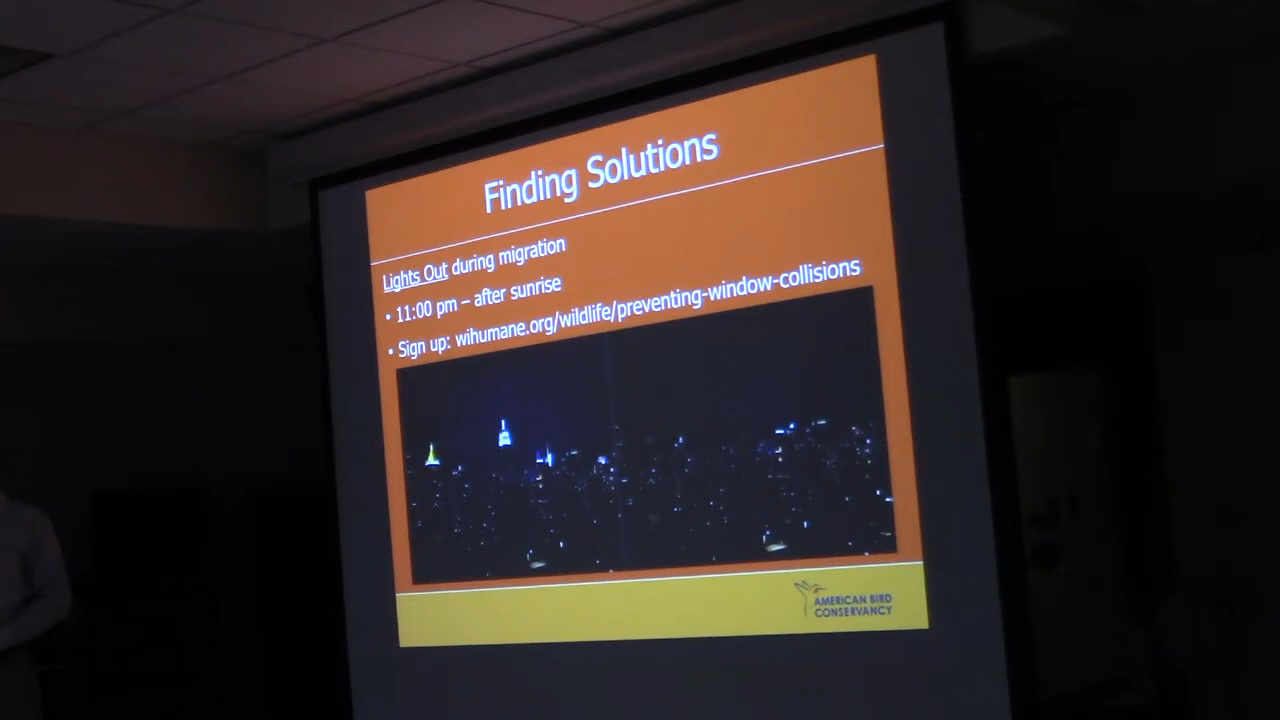 Finding Solutions
Lights Out during migration
• 11:00 pm – after sunrise
• Sign up: wihumane.org/wildlife/preventing-window-collisions
AMERICAN BIRD
CONSERVANCY